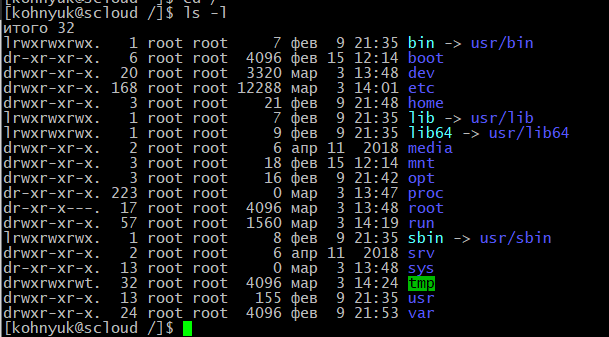 [kohnyuk@scloud /]$ ls -l
итого 32
lrwxrwxrwx.   1 root root     7 фев  9 21:35 bin -> usr/bin
dr-xr-xr-x.   6 root root  4096 фев 15 12:14 boot
drwxr-xr-x.  20 root root  3320 мар  3 13:48 dev
drwxr-xr-x. 168 root root 12288 мар  3 14:01 etc
drwxr-xr-x.   3 root root    21 фев  9 21:48 home
lrwxrwxrwx.   1 root root     7 фев  9 21:35 lib -> usr/lib
lrwxrwxrwx.   1 root root     9 фев  9 21:35 lib64 -> usr/lib64
drwxr-xr-x.   2 root root     6 апр 11  2018 media
drwxr-xr-x.   3 root root    18 фев 15 12:14 mnt
drwxr-xr-x.   3 root root    16 фев  9 21:42 opt
dr-xr-xr-x. 223 root root     0 мар  3 13:47 proc
dr-xr-x---.  17 root root  4096 мар  3 13:48 root
drwxr-xr-x.  57 root root  1560 мар  3 14:19 run
lrwxrwxrwx.   1 root root     8 фев  9 21:35 sbin -> usr/sbin
drwxr-xr-x.   2 root root     6 апр 11  2018 srv
dr-xr-xr-x.  13 root root     0 мар  3 13:48 sys
drwxrwxrwt.  32 root root  4096 мар  3 14:24 tmp
drwxr-xr-x.  13 root root   155 фев  9 21:35 usr
drwxr-xr-x.  24 root root  4096 фев  9 21:53 var
[kohnyuk@scloud /]$